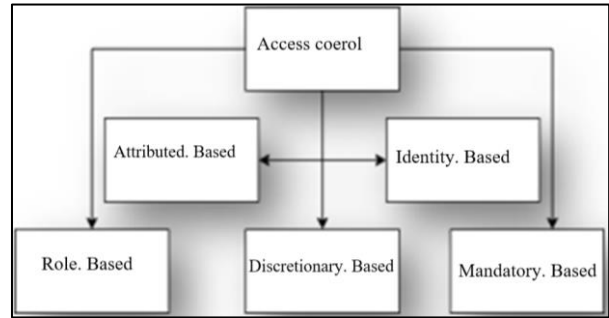 Access coerol
Attributed. Based
Identity. Based
Role. Based
Discretionary. Based
Mandatory. Based